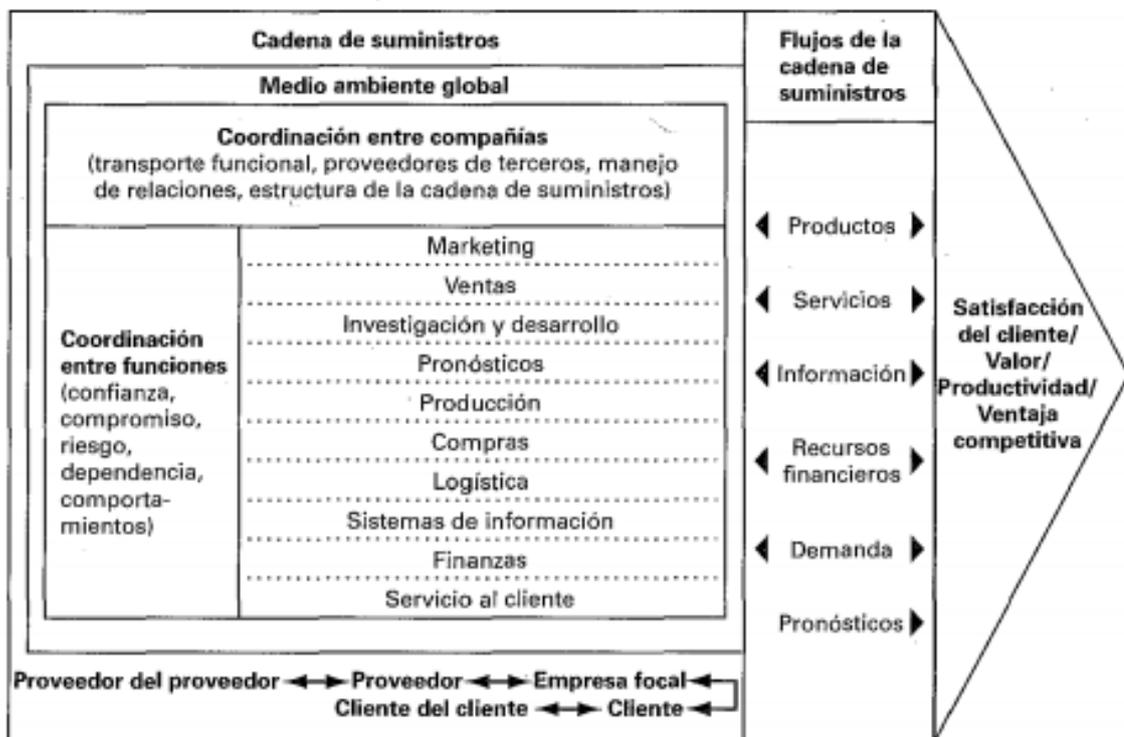 Cadena de suministros
Medio ambiente global
Coordinación entre compañías
(transporte funcional, proveedores de terceros, manejo
de relaciones, estructura de la cadena de suministros)
Coordinación
entre funciones
(confianza,
compromiso,
riesgo,
dependencia,
comporta-
mientos)
Marketing
Ventas
Investigación y desarrollo
Pronósticos
Producción
Compras
Logística
Sistemas de información
Finanzas
Servicio al cliente
Proveedor del proveedor Proveedor Empresa focal
Cliente del cliente Cliente
Flujos de la
cadena de
suministros
Productos
Servicios
Información
Recursos
financieros
Demanda
Pronósticos
Satisfacción
del cliente/
Valor/
Productividad/
Ventaja
competitiva